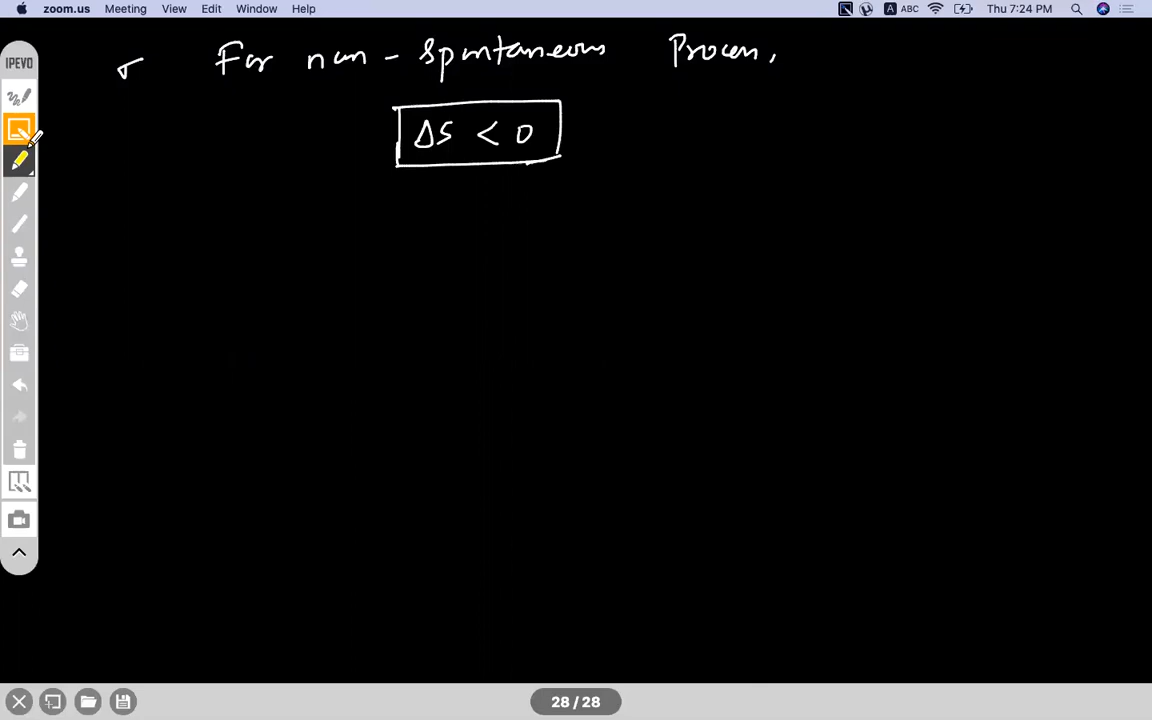 zoom.us Meeting View Edit Window Help A ABC Thu 7:24 PM
IPEVO
For non-spontaneous Process,
ΔS < 0
28 / 28